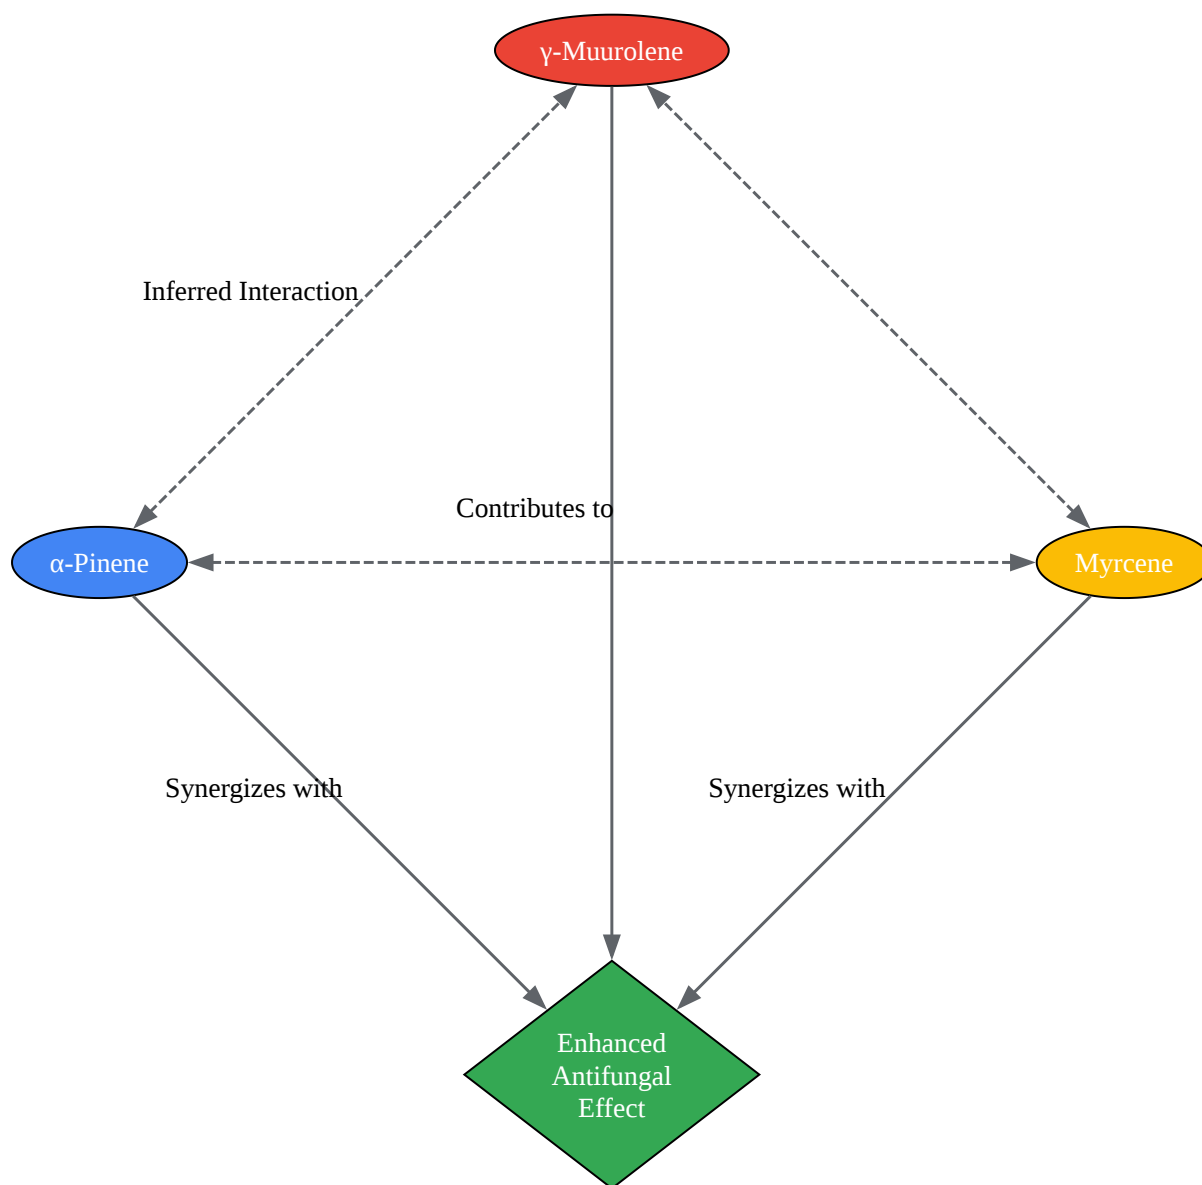 γ-Muurolene
Inferred Interaction
Contributes to
α-Pinene
Myrcene
Synergizes with
Synergizes with
Enhanced
Antifungal
Effect